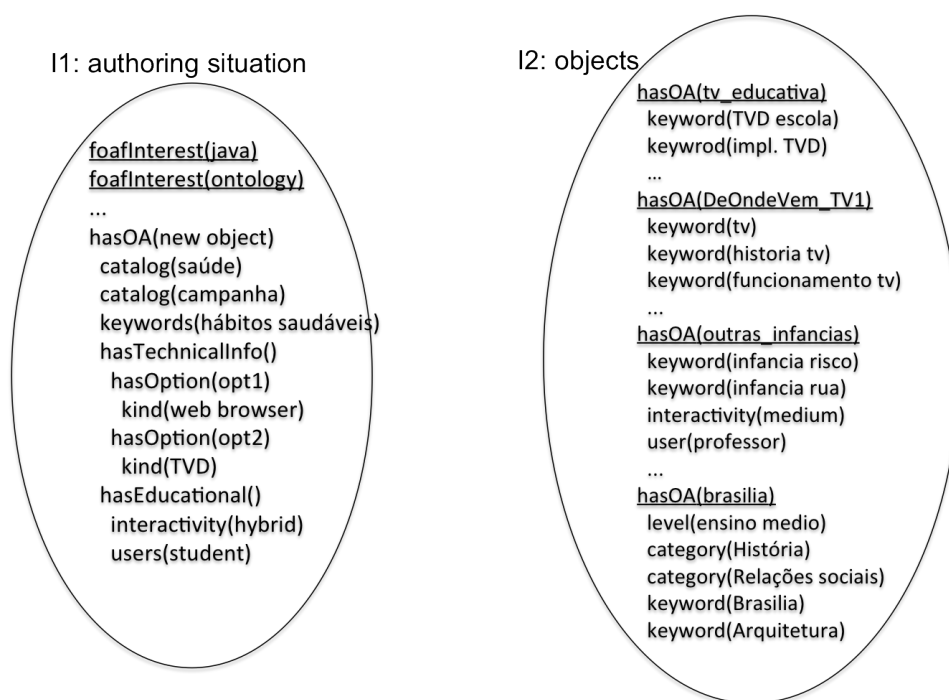 I1: authoring situation
foafInterest(java)
foafInterest(ontology)
...
hasOA(new object)
catalog(saúde)
catalog(campanha)
keywords(hábitos saudáveis)
hasTechnicalInfo()
hasOption(opt1)
kind(web browser)
hasOption(opt2)
kind(TVD)
hasEducational()
interactivity(hybrid)
users(student)
I2: objects
hasOA(tv_educativa)
keyword(TVD escola)
keywrod(impl. TVD)
...
hasOA(DeOndeVem_TV1)
keyword(tv)
keyword(historia tv)
keyword(funcionamento tv)
...
hasOA(outras_infancias)
keyword(infancia risco)
keyword(infancia rua)
interactivity(medium)
user(professor)
...
hasOA(brasilia)
level(ensino medio)
category(História)
category(Relações sociais)
keyword(Brasilia)
keyword(Arquitetura)